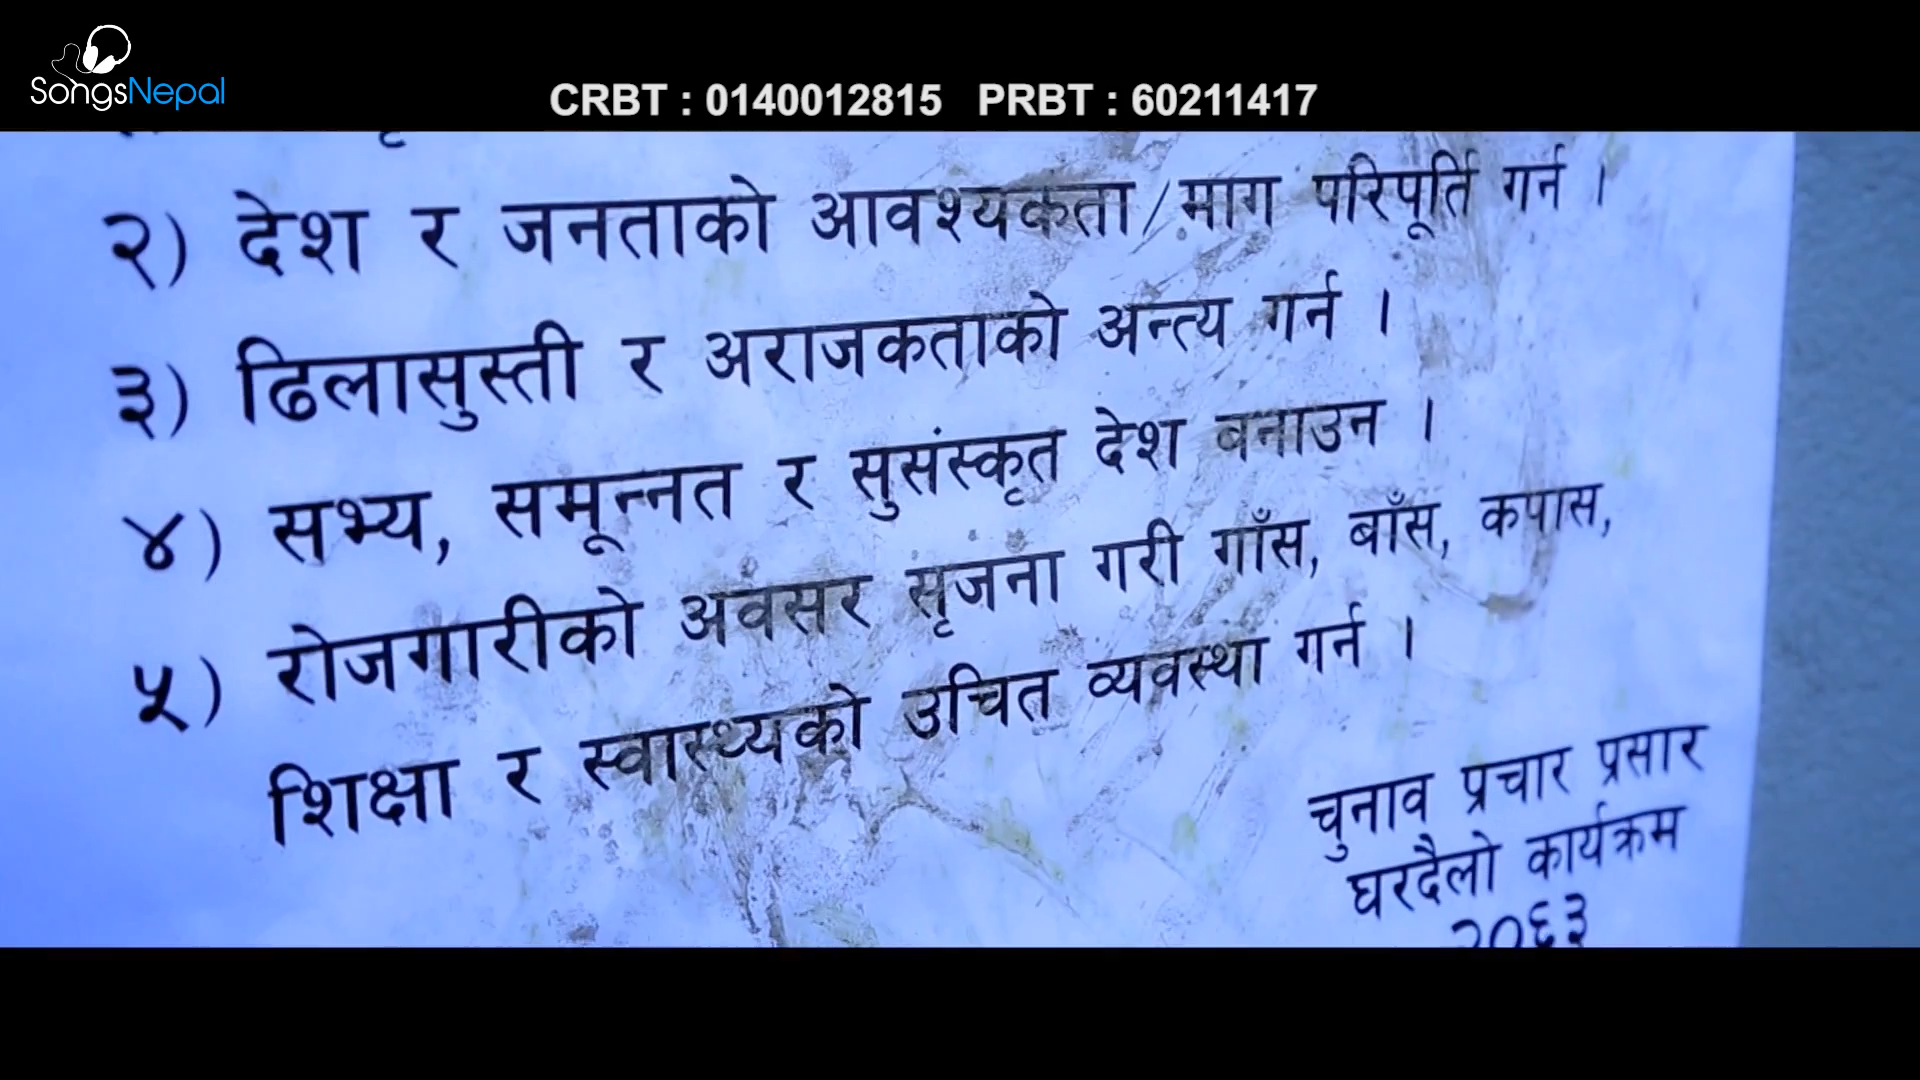 SongsNepal
CRBT : 0140012815 PRBT : 60211417
२) देश र जनताको आवश्यकता/माग परिपूर्ति गर्न ।
३) ढिलासुस्ती र अराजकताको अन्त्य गर्न ।
४) सभ्य, समून्नत र सुसंस्कृत देश बनाउन ।
५) रोजगारीको अवसर सृजना गरी गाँस, बाँस, कपास,
शिक्षा र स्वास्थ्यको उचित व्यवस्था गर्न ।
चुनाव प्रचार प्रसार
घरदैलो कार्यक्रम
२०६३